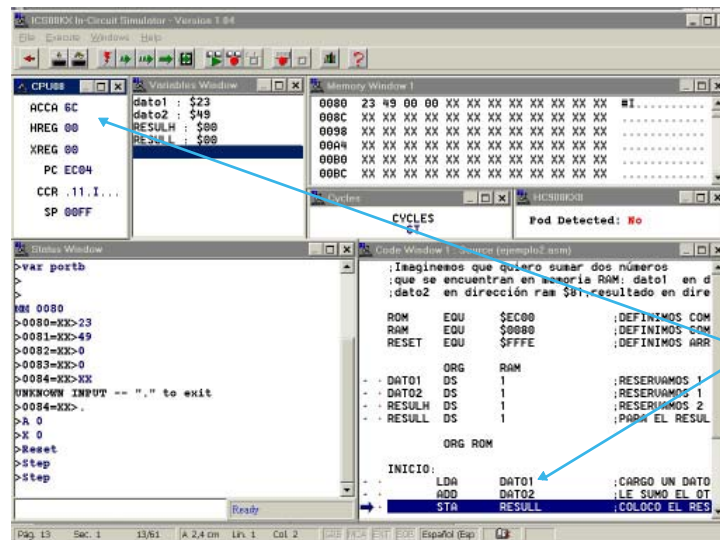 ICS08KX In-Circuit Simulator - Version 1.04
File Execute Windows Help
CPU08
ACCA 6C
HREG 00
XREG 00
PC EC04
CCR .11.I...
SP 00FF
Variables Window
dato1 : $23
dato2 : $49
RESULH : $00
RESULL : $00
Memory Window 1
0080 23 49 00 00 XX XX XX XX XX XX XX XX #I..........
008C XX XX XX XX XX XX XX XX XX XX XX XX ............
0098 XX XX XX XX XX XX XX XX XX XX XX XX ............
00A4 XX XX XX XX XX XX XX XX XX XX XX XX ............
00B0 XX XX XX XX XX XX XX XX XX XX XX XX ............
00BC XX XX XX XX XX XX XX XX XX XX XX XX ............
Cycles
CYCLES
Pod Detected: No
Status Window
>var portb
>
>
MM 0080
>0080=XX>23
>0081=XX>49
>0082=XX>0
>0083=XX>0
>0084=XX>XX
UNKNOWN INPUT -- "." to exit
>0084=XX>.
>A 0
>X 0
>Reset
>Step
>Step
Ready
Code Window 1 : Source (ejemplo2.asm)
;Imaginemos que quiero sumar dos números
;que se encuentran en memoria RAM: dato1 en d
;dato2 en dirección ram $81,resultado en dire
ROM EQU $EC00 ;DEFINIMOS COM
RAM EQU $0080 ;DEFINIMOS COM
RESET EQU $FFFE ;DEFINIMOS ARR
ORG RAM
DATO1 DS 1 ;RESERVAMOS 1
DATO2 DS 1 ;RESERVAMOS 1
RESULH DS 1 ;RESERVAMOS 2
RESULL DS 1 ;PARA EL RESUL
ORG ROM
INICIO:
LDA DATO1 ;CARGO UN DATO
ADD DATO2 ;LE SUMO EL OT
STA RESULL ;COLOCO EL RES
Pág. 13 Sec. 1 13/61 A 2,4 cm Lín. 1 Col. 2 GRB MCA EXT SOB Español (Esp